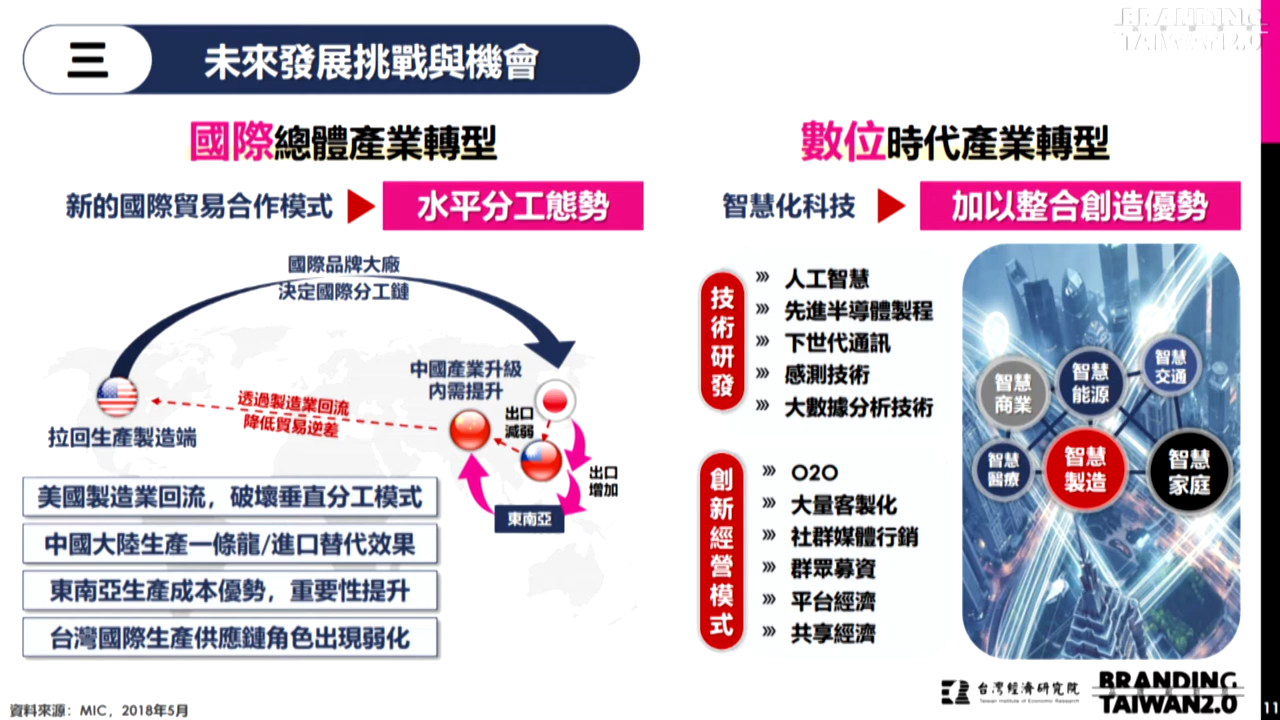 BRANDING
TAIWAN2.0
三
未來發展挑戰與機會
國際總體產業轉型
新的國際貿易合作模式
水平分工態勢
國際品牌大廠
決定國際分工鏈
中國產業升級
內需提升
透過製造業回流
降低貿易逆差
出口
減弱
拉回生產製造端
出口
增加
東南亞
美國製造業回流，破壞垂直分工模式
中國大陸生產一條龍/進口替代效果
東南亞生產成本優勢，重要性提升
台灣國際生產供應鏈角色出現弱化
資料來源：MIC，2018年5月
數位時代產業轉型
智慧化科技
加以整合創造優勢
技術研發
人工智慧
先進半導體製程
下世代通訊
感測技術
大數據分析技術
創新經營模式
O2O
大量客製化
社群媒體行銷
群眾募資
平台經濟
共享經濟
智慧
商業
智慧
能源
智慧
交通
智慧
醫療
智慧
製造
智慧
家庭
台灣經濟研究院
Taiwan Institute of Economic Research
BRANDING
TAIWAN2.0
11